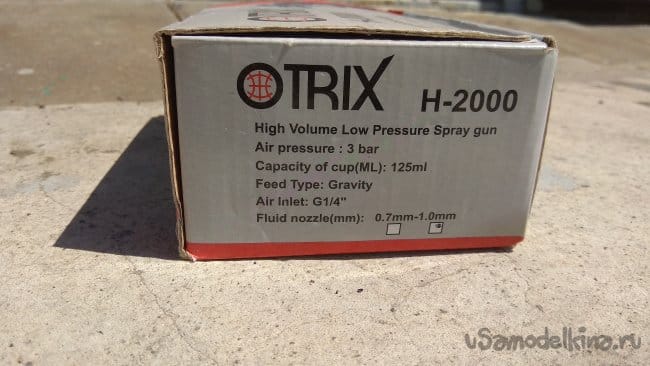 OTRIX H-2000
High Volume Low Pressure Spray gun
Air pressure : 3 bar
Capacity of cup(ML): 125ml
Feed Type: Gravity
Air Inlet: G1/4"
Fluid nozzle(mm): 0.7mm-1.0mm
vSamodelkina.ru